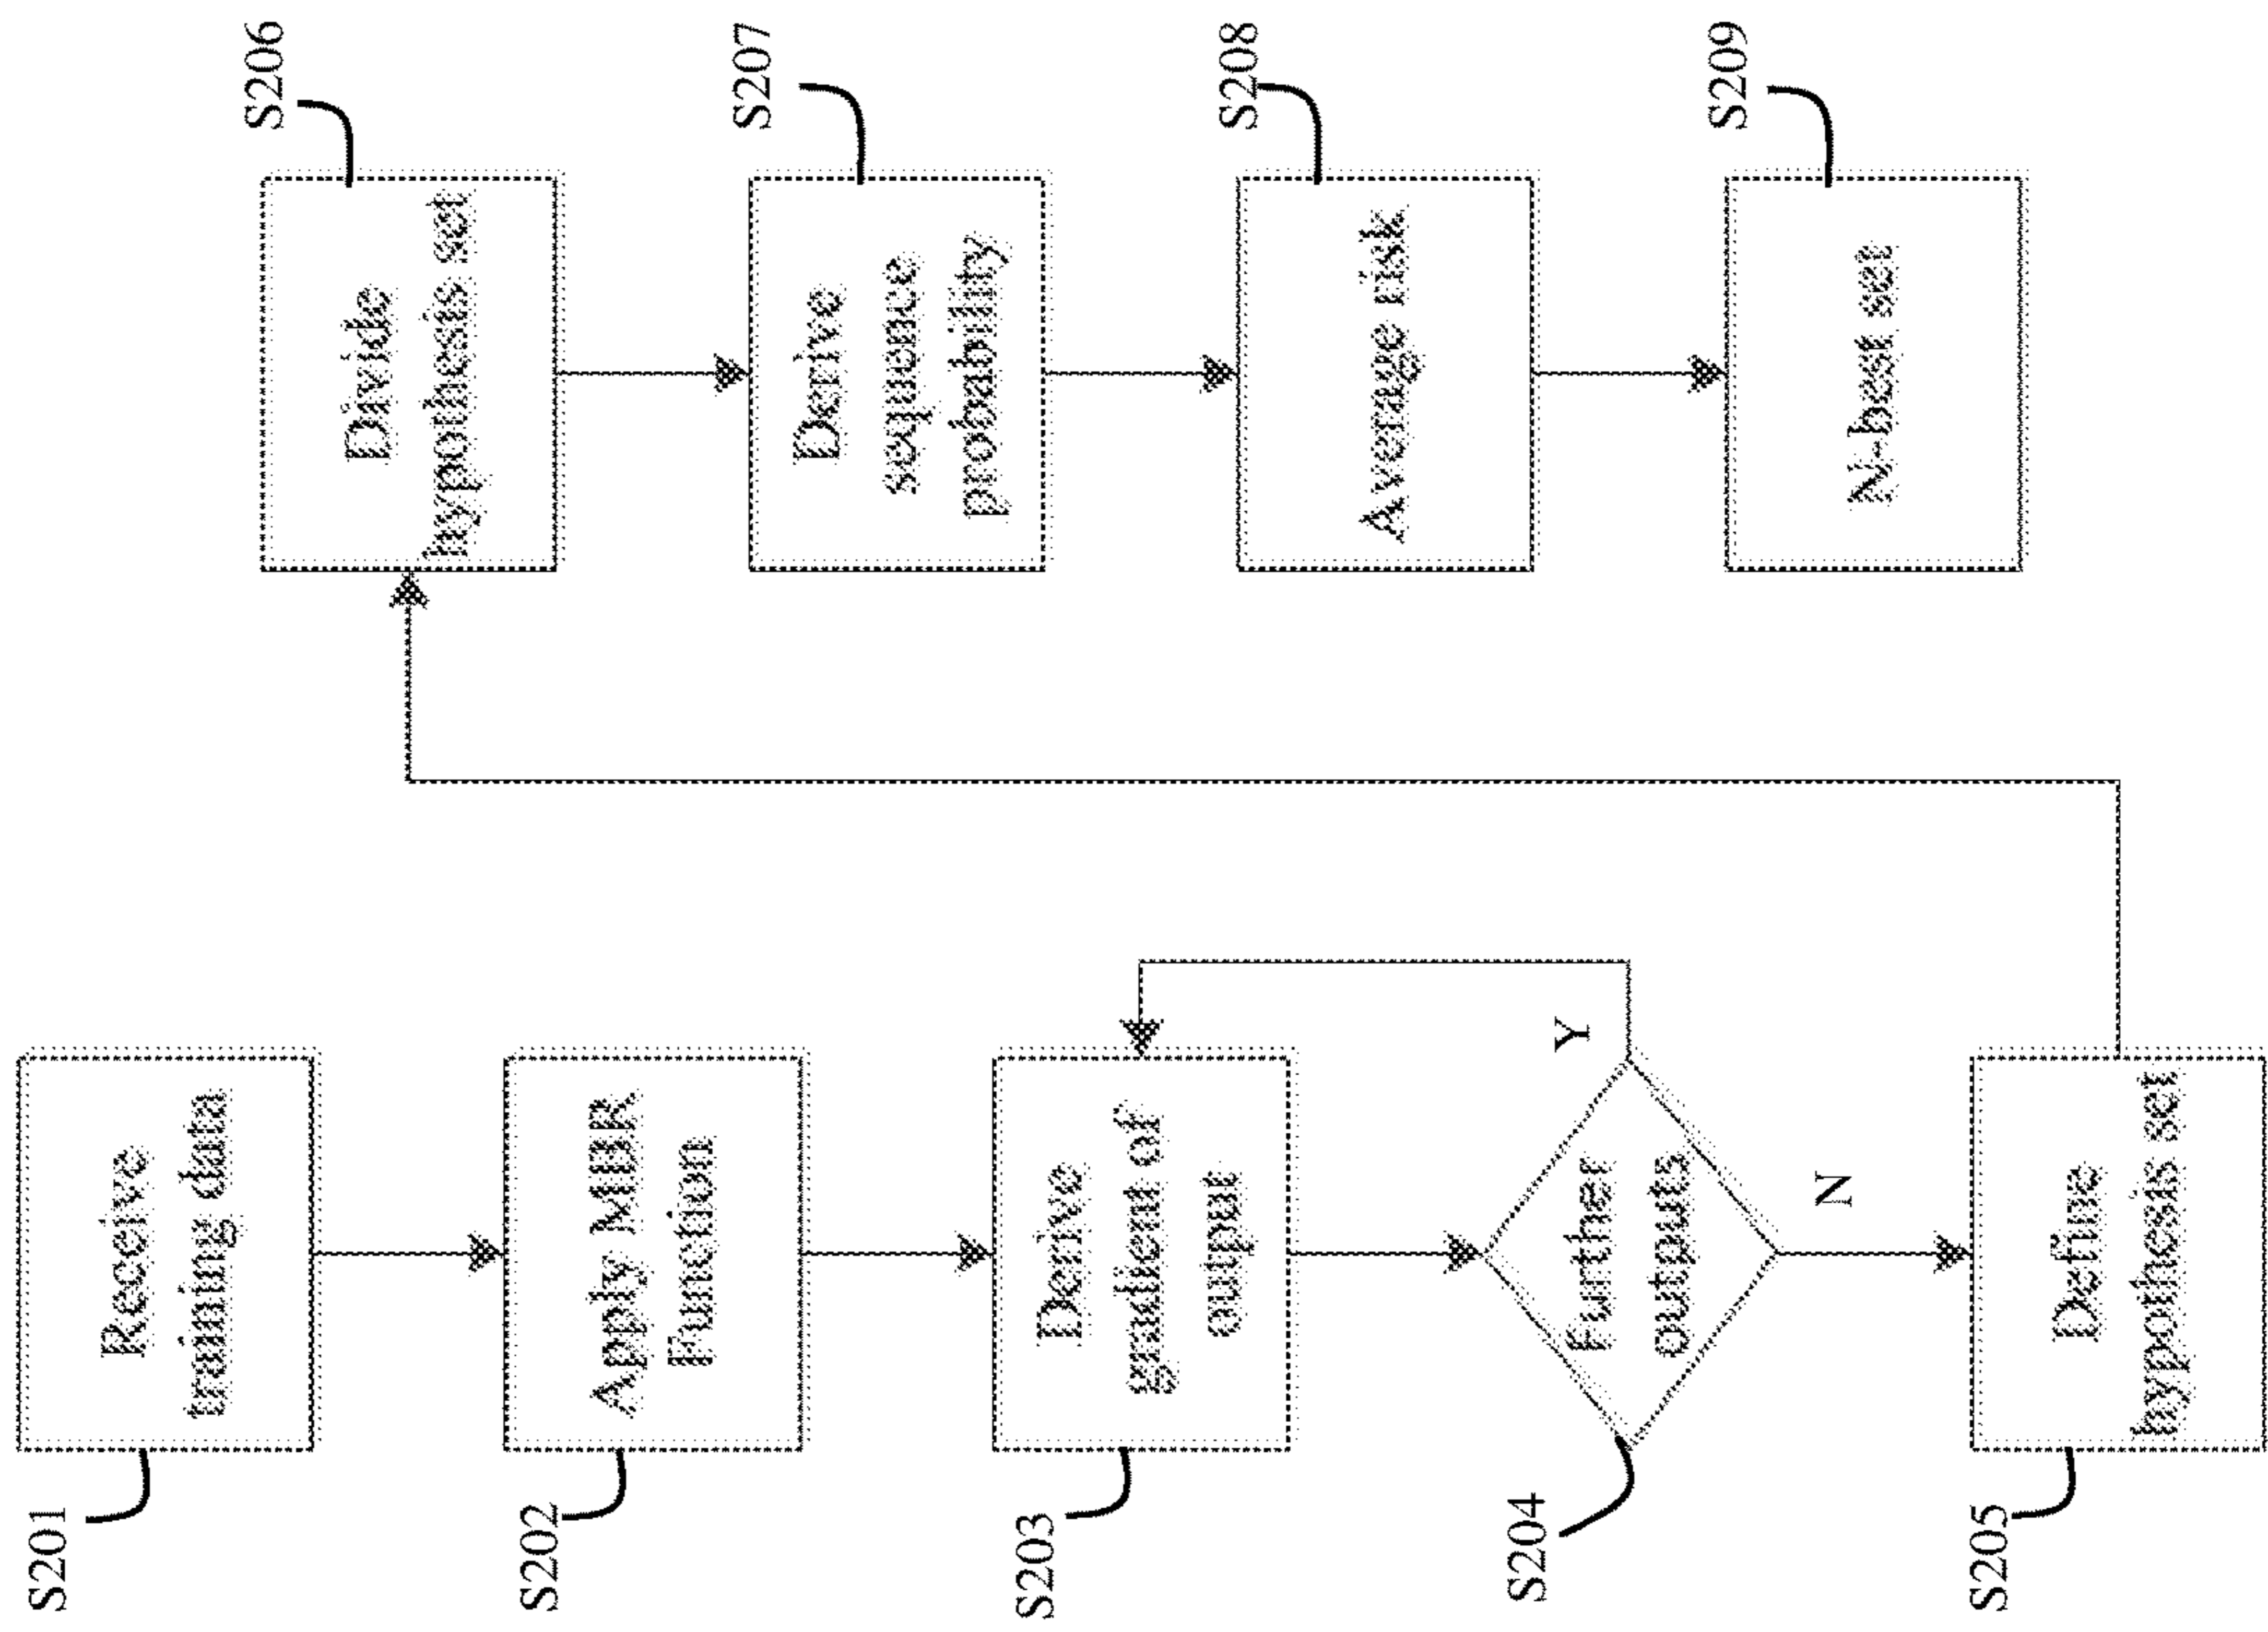 S201
Receive
training data
S202
Apply MBR
Function
S203
Derive
gradient of
output
S204
Further
outputs
Y
N
S205
Define
hypothesis set
S206
Divide
hypothesis set
S207
Derive
sequence
probability
S208
Average risk
S209
N-best set